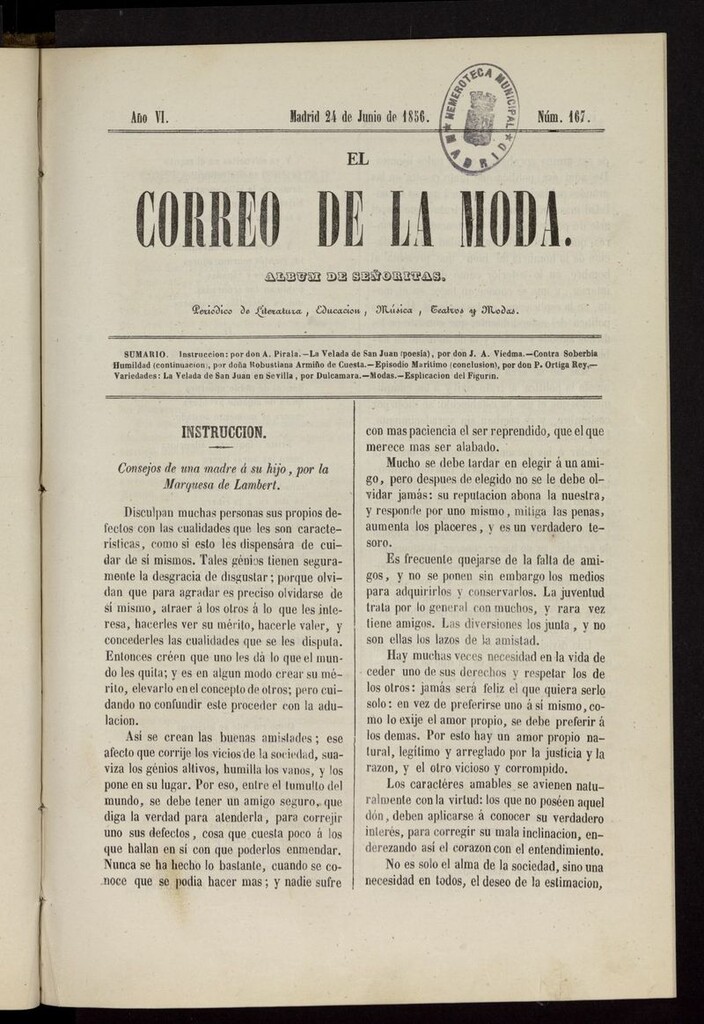 Año VI.
Madrid 24 de Junio de 1856.
Núm. 167.
HEMEROTECA MUNICIPAL
MADRID
EL
CORREO DE LA MODA.
ALBUM DE SEÑORITAS.
Periodico de Literatura, Educacion, Música, Teatros y Modas.
SUMARIO. Instruccion: por don A. Pirala.—La Velada de San Juan (poesia), por don J. A. Viedma.—Contra Soberbia
Humildad (continuacion), por doña Robustiana Armiño de Cuesta.—Episodio Maritimo (conclusion), por don P. Ortiga Rey.—
Variedades: La Velada de San Juan en Sevilla, por Dulcamara.—Modas.—Esplicacion del Figurin.
INSTRUCCION.
Consejos de una madre á su hijo, por la
Marquesa de Lambert.
Disculpan muchas personas sus propios de-
fectos con las cualidades que les son caracte-
risticas, como si esto les dispensára de cui-
dar de sí mismos. Tales génios tienen segura-
mente la desgracia de disgustar; porque olvi-
dan que para agradar es preciso olvidarse de
sí mismo, atraer á los otros á lo que les inte-
resa, hacerles ver su mérito, hacerle valer, y
concederles las cualidades que se les disputa.
Entonces créen que uno les dá lo que el mun-
do les quita; y es en algun modo crear su mé-
rito, elevarlo en el concepto de otros; pero cui-
dando no confundir este proceder con la adu-
lacion.
Asi se crean las buenas amistades; ese
afecto que corrije los vicios de la sociedad, sua-
viza los génios altivos, humilla los vanos, y los
pone en su lugar. Por eso, entre el tumulto del
mundo, se debe tener un amigo seguro, que
diga la verdad para atenderla, para correjir
uno sus defectos, cosa que cuesta poco á los
que hallan en sí con que poderlos enmendar.
Nunca se ha hecho lo bastante, cuando se co-
noce que se podia hacer mas; y nadie sufre
con mas paciencia el ser reprendido, que el que
merece mas ser alabado.
Mucho se debe tardar en elegir á un ami-
go, pero despues de elegido no se le debe ol-
vidar jamás: su reputacion abona la nuestra,
y responde por uno mismo, mitiga las penas,
aumenta los placeres, y es un verdadero te-
soro.
Es frecuente quejarse de la falta de ami-
gos, y no se ponen sin embargo los medios
para adquirirlos y conservarlos. La juventud
trata por lo general con muchos, y rara vez
tiene amigos. Las diversiones los junta, y no
son ellas los lazos de la amistad.
Hay muchas veces necesidad en la vida de
ceder uno de sus derechos y respetar los de
los otros: jamás será feliz el que quiera serlo
solo: en vez de preferirse uno á sí mismo, co-
mo lo exije el amor propio, se debe preferir á
los demas. Por esto hay un amor propio na-
tural, legítimo y arreglado por la justicia y la
razon, y el otro vicioso y corrompido.
Los caractéres amables se avienen natu-
ralmente con la virtud: los que no poséen aquel
dón, deben aplicarse á conocer su verdadero
interés, para corregir su mala inclinacion, en-
derezando así el corazon con el entendimiento.
No es solo el alma de la sociedad, sino una
necesidad en todos, el deseo de la estimacion,